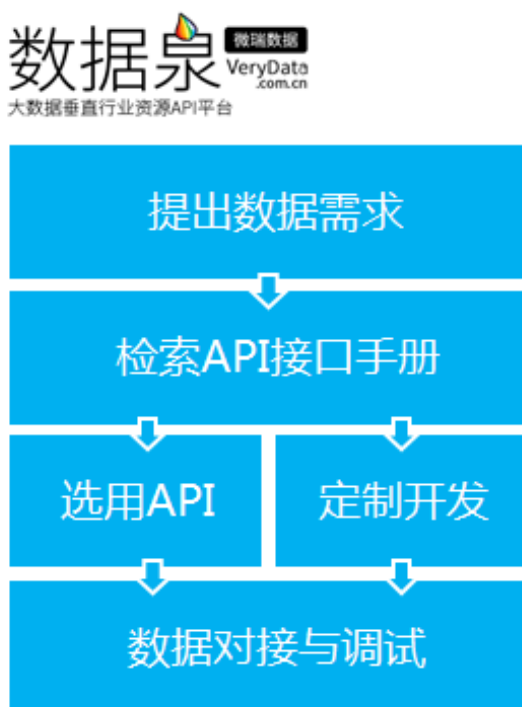 数据泉
微瑞数据
VeryData
.com.cn
大数据垂直行业资源API平台
提出数据需求
检索API接口手册
选用API
定制开发
数据对接与调试